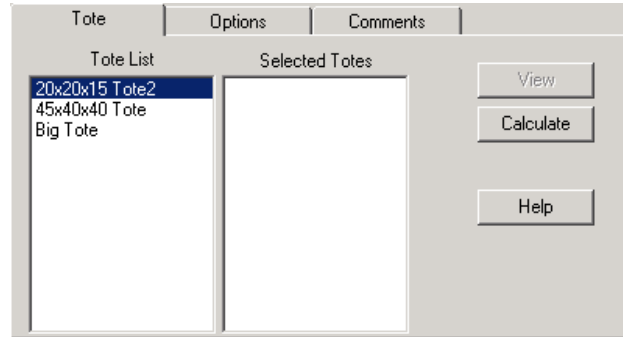 Tote Options Comments
Tote List Selected Totes
20x20x15 Tote2
45x40x40 Tote
Big Tote
View
Calculate
Help